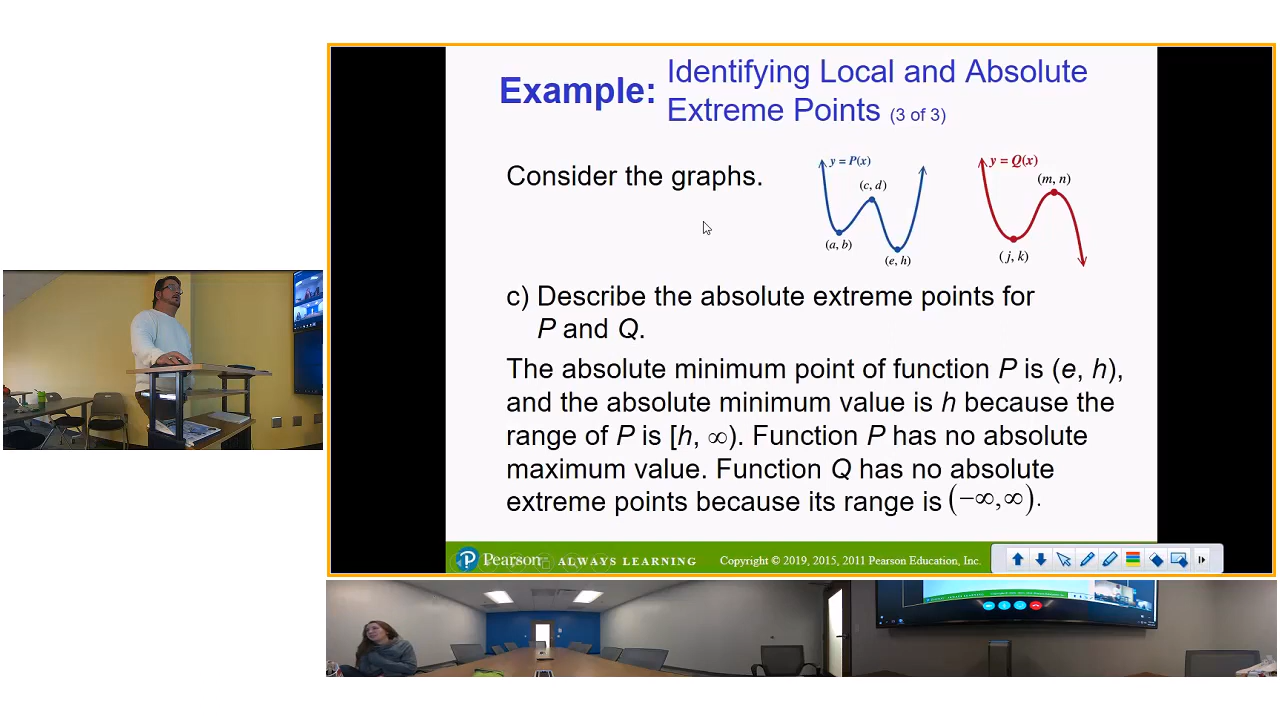 Example: Identifying Local and Absolute
Extreme Points (3 of 3)
Consider the graphs.
y = P(x)
(c, d)
(a, b)
(e, h)
y = Q(x)
(m, n)
(j, k)
c) Describe the absolute extreme points for
P and Q.
The absolute minimum point of function P is (e, h),
and the absolute minimum value is h because the
range of P is [h, ∞). Function P has no absolute
maximum value. Function Q has no absolute
extreme points because its range is (−∞,∞).
Pearson ALWAYS LEARNING Copyright © 2019, 2015, 2011 Pearson Education, Inc.